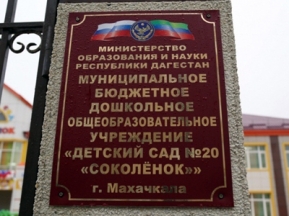 МИНИСТЕРСТВО
ОБРАЗОВАНИЯ И НАУКИ
РЕСПУБЛИКИ ДАГЕСТАН
МУНИЦИПАЛЬНОЕ
БЮДЖЕТНОЕ
ДОШКОЛЬНОЕ
ОБЩЕОБРАЗОВАТЕЛЬНОЕ
УЧРЕЖДЕНИЕ
«ДЕТСКИЙ САД №20
«СОКОЛЁНОК»»
г. Махачкала